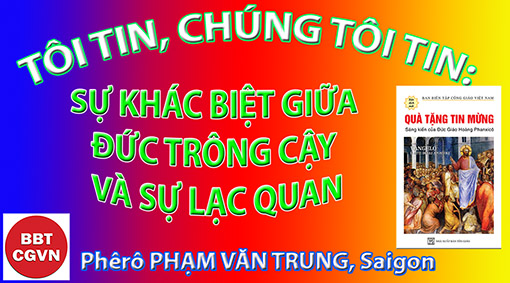 TÔI TIN, CHÚNG TÔI TIN:
SỰ KHÁC BIỆT GIỮA
ĐỨC TRÔNG CẬY
VÀ SỰ LẠC QUAN
BAN BIÊN TẬP CÔNG GIÁO VIỆT NAM
QUÀ TẶNG TIN MỪNG
Sáng kiến của Đức Giáo Hoàng Phanxicô
VANGELO
BBT
CGVN
Phêrô PHẠM VĂN TRUNG, Saigon